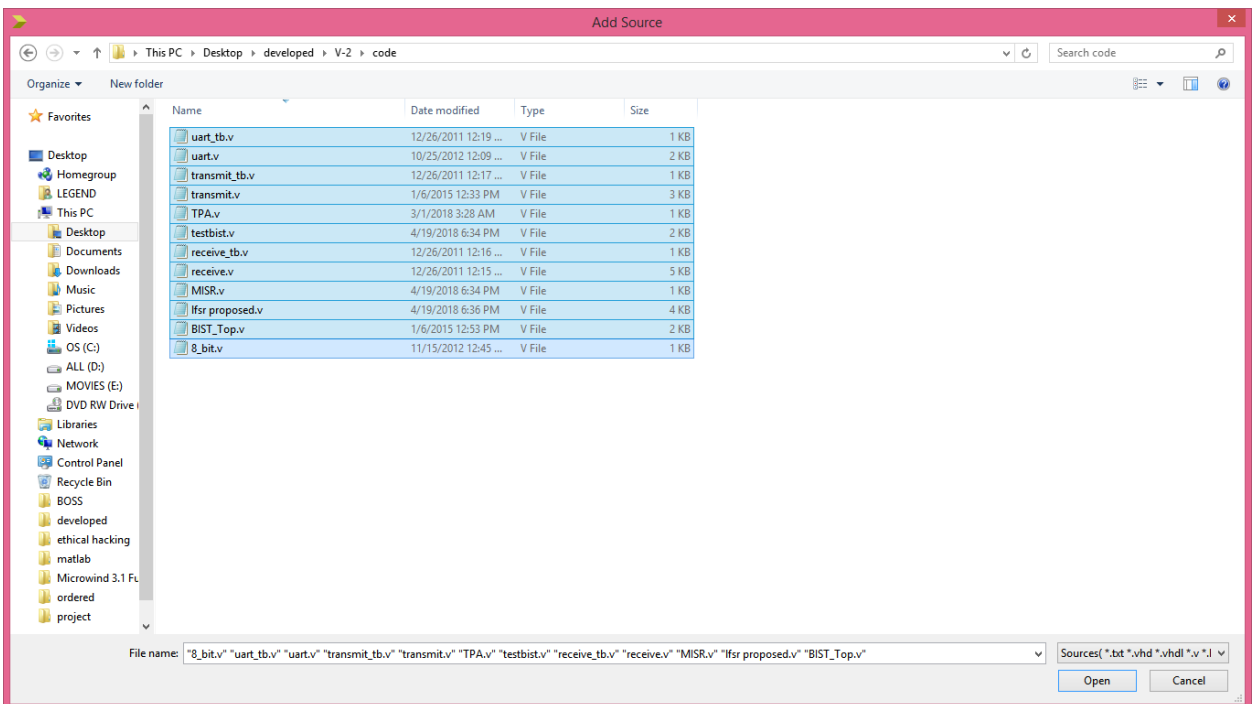 Add Source
This PC Desktop developed V-2 code
Search code
Organize New folder
Name Date modified Type Size
Favorites
Desktop
Homegroup
LEGEND
This PC
Desktop
Documents
Downloads
Music
Pictures
Videos
OS (C:)
ALL (D:)
MOVIES (E:)
DVD RW Drive (
Libraries
Network
Control Panel
Recycle Bin
BOSS
developed
ethical hacking
matlab
Microwind 3.1 Fu
ordered
project
uart_tb.v 12/26/2011 12:19 ... V File 1 KB
uart.v 10/25/2012 12:09 ... V File 2 KB
transmit_tb.v 12/26/2011 12:17 ... V File 1 KB
transmit.v 1/6/2015 12:33 PM V File 3 KB
TPA.v 3/1/2018 3:28 AM V File 1 KB
testbist.v 4/19/2018 6:34 PM V File 2 KB
receive_tb.v 12/26/2011 12:16 ... V File 1 KB
receive.v 12/26/2011 12:15 ... V File 5 KB
MISR.v 4/19/2018 6:34 PM V File 1 KB
lfsr proposed.v 4/19/2018 6:36 PM V File 4 KB
BIST_Top.v 1/6/2015 12:53 PM V File 2 KB
8_bit.v 11/15/2012 12:45 ... V File 1 KB
File name: "8_bit.v" "uart_tb.v" "uart.v" "transmit_tb.v" "transmit.v" "TPA.v" "testbist.v" "receive_tb.v" "receive.v" "MISR.v" "lfsr proposed.v" "BIST_Top.v"
Sources( *.txt *.vhd *.vhdl *.v *.l
Open Cancel